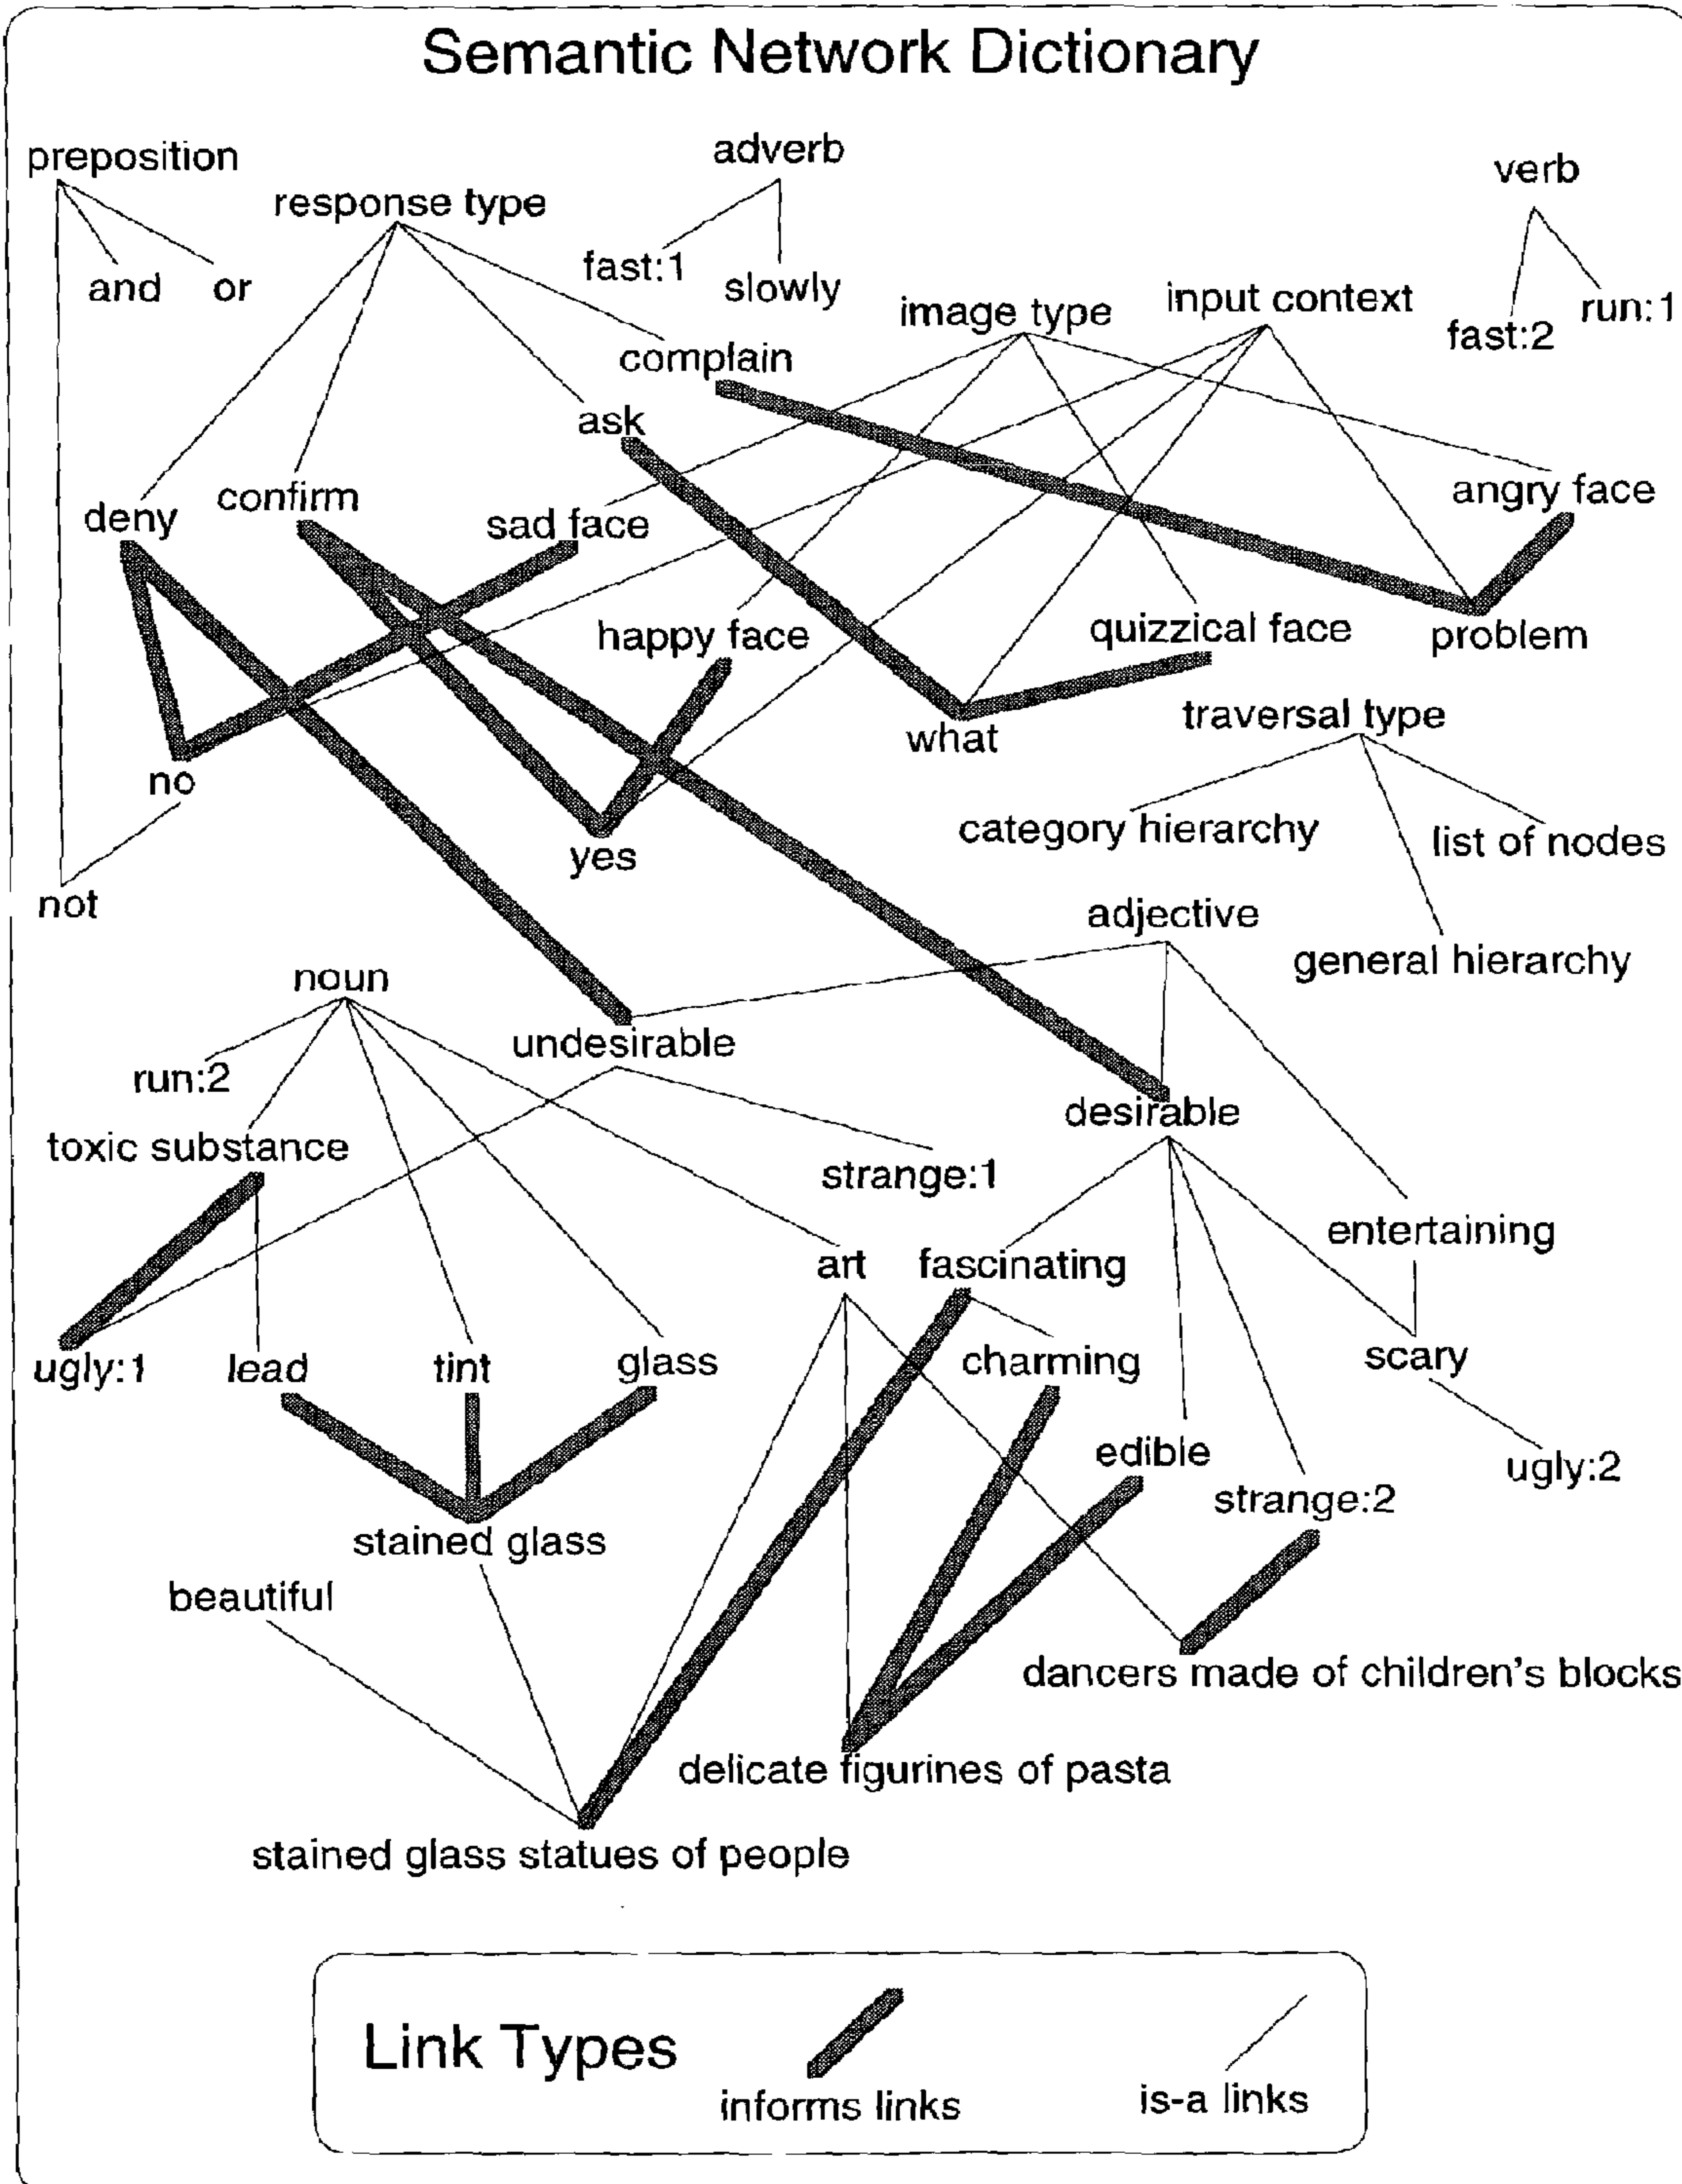 Semantic Network Dictionary
preposition
adverb
verb
response type
and
or
fast:1
slowly
image type
input context
run:1
fast:2
complain
ask
deny
confirm
sad face
angry face
happy face
quizzical face
problem
no
what
traversal type
yes
category hierarchy
list of nodes
not
adjective
general hierarchy
noun
undesirable
run:2
desirable
toxic substance
strange:1
art
fascinating
entertaining
ugly:1
lead
tint
glass
charming
scary
edible
ugly:2
strange:2
stained glass
beautiful
dancers made of children's blocks
delicate figurines of pasta
stained glass statues of people
Link Types
informs links
is-a links